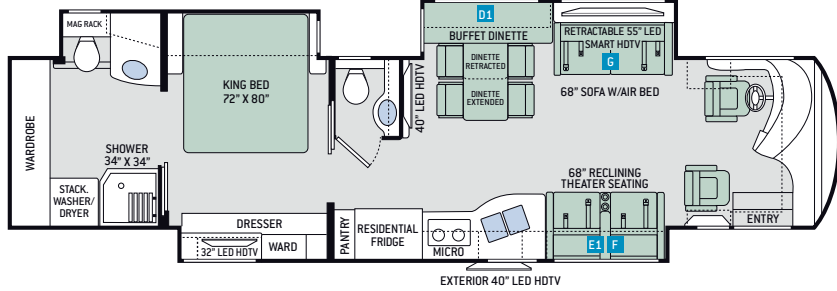 MAG RACK
WARDROBE
SHOWER
34" X 34"
STACK.
WASHER/
DRYER
KING BED
72" X 80"
DRESSER
32" LED HDTV
WARD
40" LED HDTV
D1
BUFFET DINETTE
DINETTE
RETRACTED
DINETTE
EXTENDED
RETRACTABLE 55" LED
SMART HDTV
G
68" SOFA W/AIR BED
68" RECLINING
THEATER SEATING
E1
F
PANTRY
RESIDENTIAL
FRIDGE
MICRO
ENTRY
EXTERIOR 40" LED HDTV